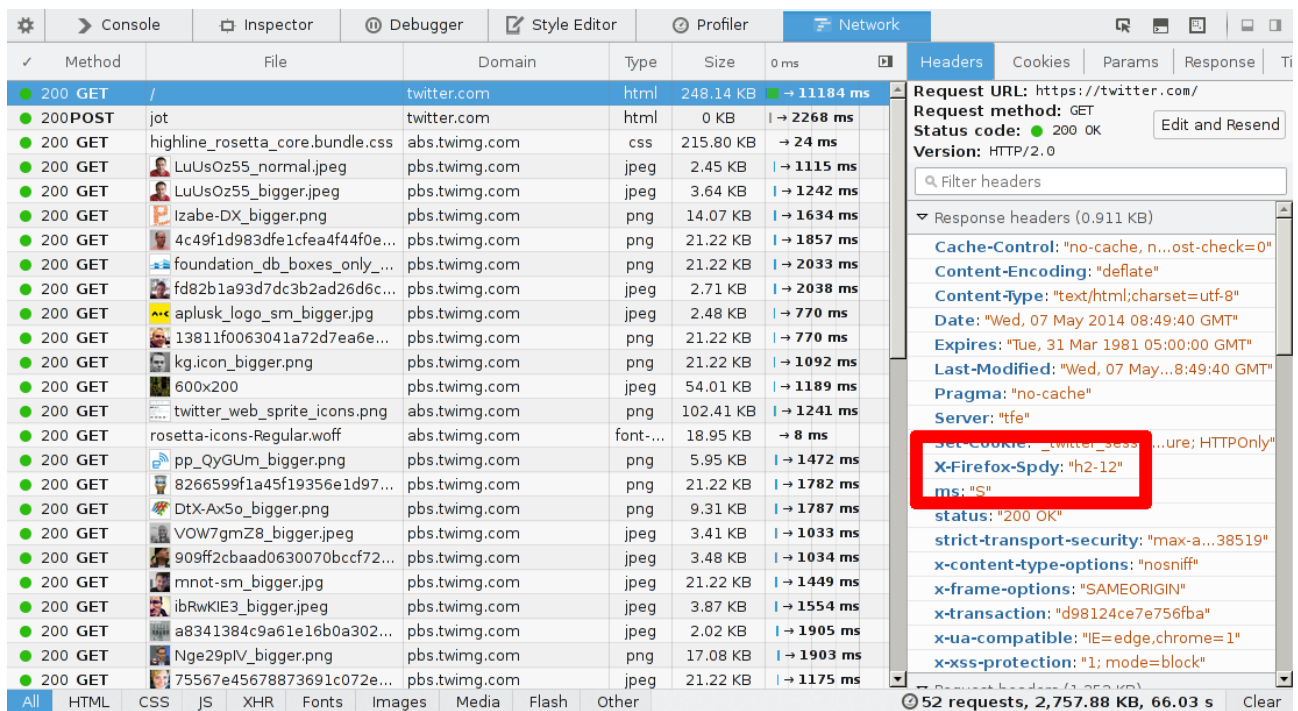 Console Inspector Debugger Style Editor Profiler Network
✓ Method File Domain Type Size 0 ms
200 GET / twitter.com html 248.14 KB → 11184 ms
200 POST jot twitter.com html 0 KB → 2268 ms
200 GET highline_rosetta_core.bundle.css abs.twimg.com css 215.80 KB → 24 ms
200 GET LuUsOz55_normal.jpeg pbs.twimg.com jpeg 2.45 KB → 1115 ms
200 GET LuUsOz55_bigger.jpeg pbs.twimg.com jpeg 3.64 KB → 1242 ms
200 GET Izabe-DX_bigger.png pbs.twimg.com png 14.07 KB → 1634 ms
200 GET 4c49f1d983dfe1cfea4f44f0e... pbs.twimg.com png 21.22 KB → 1857 ms
200 GET foundation_db_boxes_only_... pbs.twimg.com png 21.22 KB → 2033 ms
200 GET fd82b1a93d7dc3b2ad26d6c... pbs.twimg.com jpeg 2.71 KB → 2038 ms
200 GET aplusk_logo_sm_bigger.jpg pbs.twimg.com jpeg 2.48 KB → 770 ms
200 GET 13811f0063041a72d7ea6e... pbs.twimg.com png 21.22 KB → 770 ms
200 GET kg.icon_bigger.png pbs.twimg.com png 21.22 KB → 1092 ms
200 GET 600x200 pbs.twimg.com jpeg 54.01 KB → 1189 ms
200 GET twitter_web_sprite_icons.png abs.twimg.com png 102.41 KB → 1241 ms
200 GET rosetta-icons-Regular.woff abs.twimg.com font-... 18.95 KB → 8 ms
200 GET pp_QyGUm_bigger.png pbs.twimg.com png 5.95 KB → 1472 ms
200 GET 8266599f1a45f19356e1d97... pbs.twimg.com png 21.22 KB → 1782 ms
200 GET DtX-Ax5o_bigger.png pbs.twimg.com png 9.31 KB → 1787 ms
200 GET VOW7gmZ8_bigger.jpeg pbs.twimg.com jpeg 3.41 KB → 1033 ms
200 GET 909ff2cbaad0630070bccf72... pbs.twimg.com jpeg 3.48 KB → 1034 ms
200 GET mnot-sm_bigger.jpg pbs.twimg.com jpeg 21.22 KB → 1449 ms
200 GET ibRwKIE3_bigger.jpeg pbs.twimg.com jpeg 3.87 KB → 1554 ms
200 GET a8341384c9a61e16b0a302... pbs.twimg.com jpeg 2.02 KB → 1905 ms
200 GET Nge29pIV_bigger.png pbs.twimg.com png 17.08 KB → 1903 ms
200 GET 75567e45678873691c072e... pbs.twimg.com jpeg 21.22 KB → 1175 ms
All HTML CSS JS XHR Fonts Images Media Flash Other 52 requests, 2,757.88 KB, 66.03 s Clear
Headers Cookies Params Response Ti
Request URL: https://twitter.com/
Request method: GET
Status code: 200 OK
Edit and Resend
Version: HTTP/2.0
Filter headers
Response headers (0.911 KB)
Cache-Control: "no-cache, n...ost-check=0"
Content-Encoding: "deflate"
Content-Type: "text/html;charset=utf-8"
Date: "Wed, 07 May 2014 08:49:40 GMT"
Expires: "Tue, 31 Mar 1981 05:00:00 GMT"
Last-Modified: "Wed, 07 May...8:49:40 GMT"
Pragma: "no-cache"
Server: "tfe"
Set-Cookie: "_twitter_sess...ure; HTTPOnly"
X-Firefox-Spdy: "h2-12"
ms: "S"
status: "200 OK"
strict-transport-security: "max-a...38519"
x-content-type-options: "nosniff"
x-frame-options: "SAMEORIGIN"
x-transaction: "d98124ce7e756fba"
x-ua-compatible: "IE=edge,chrome=1"
x-xss-protection: "1; mode=block"